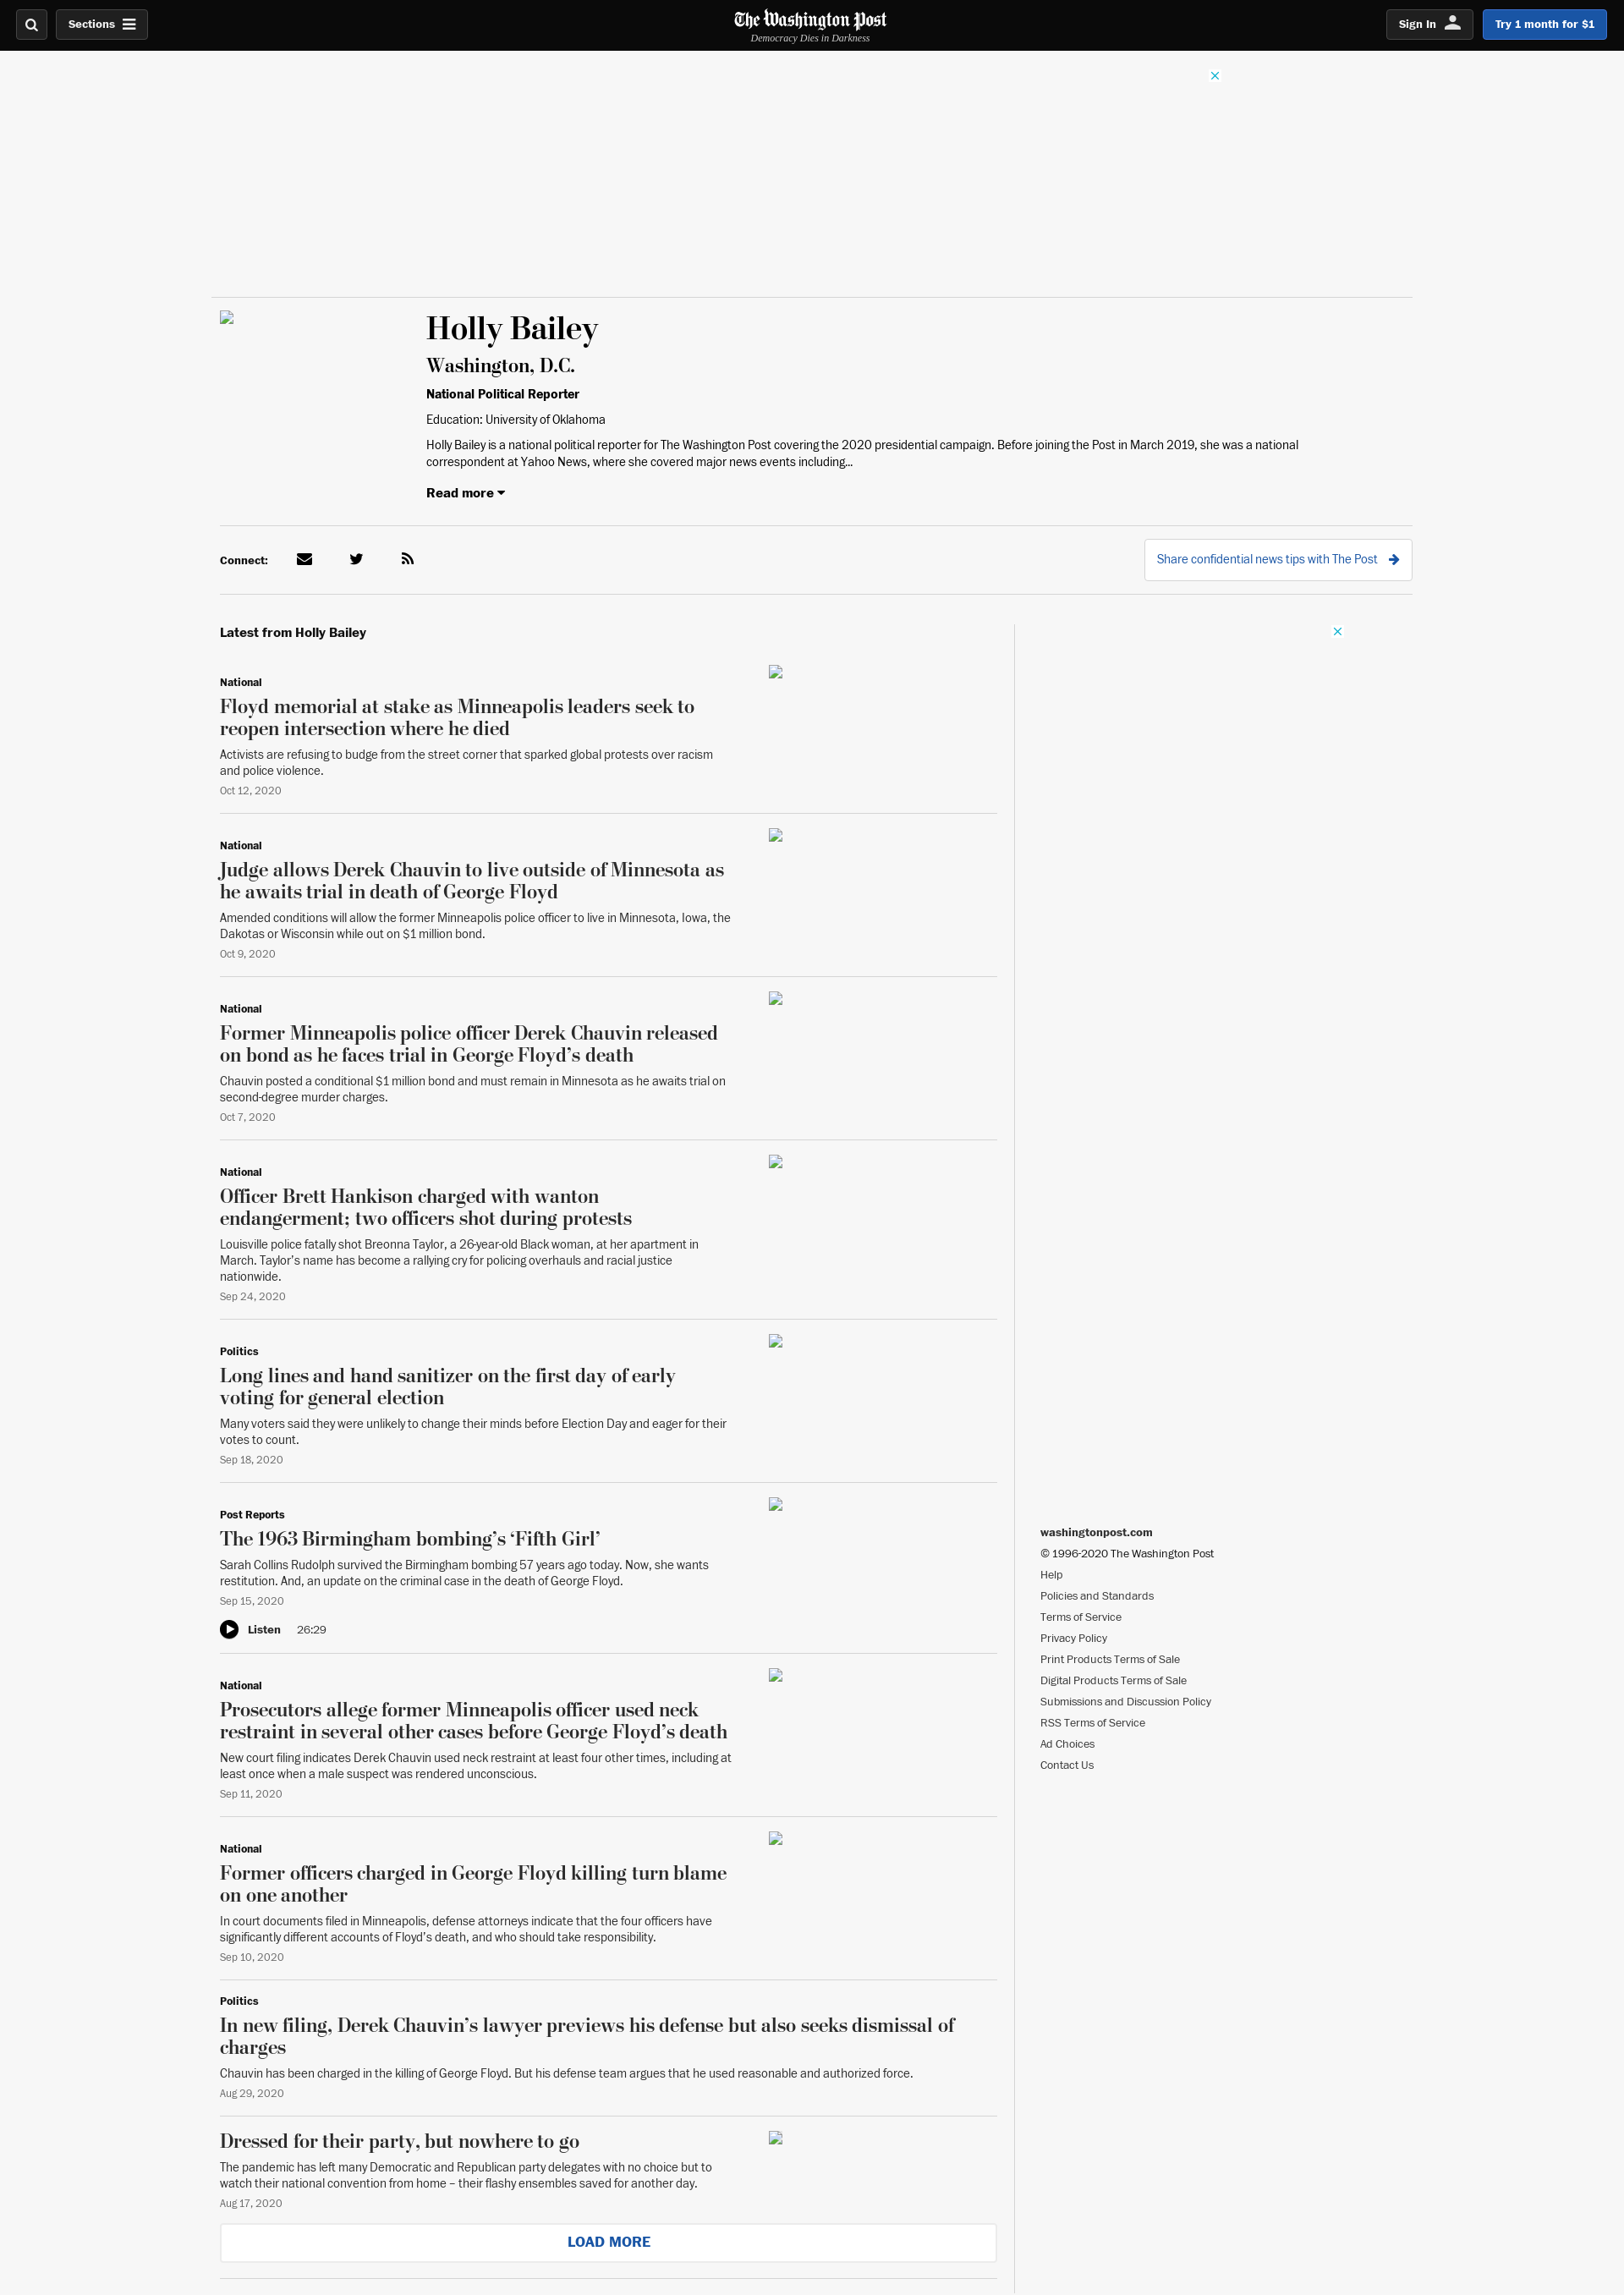 Sections
The Washington Post
Democracy Dies in Darkness
Sign In
Try 1 month for $1
Holly Bailey
Washington, D.C.
National Political Reporter
Education: University of Oklahoma
Holly Bailey is a national political reporter for The Washington Post covering the 2020 presidential campaign. Before joining the Post in March 2019, she was a national
correspondent at Yahoo News, where she covered major news events including...
Read more
Connect:
Share confidential news tips with The Post
Latest from Holly Bailey
National
Floyd memorial at stake as Minneapolis leaders seek to
reopen intersection where he died
Activists are refusing to budge from the street corner that sparked global protests over racism
and police violence.
Oct 12, 2020
National
Judge allows Derek Chauvin to live outside of Minnesota as
he awaits trial in death of George Floyd
Amended conditions will allow the former Minneapolis police officer to live in Minnesota, Iowa, the
Dakotas or Wisconsin while out on $1 million bond.
Oct 9, 2020
National
Former Minneapolis police officer Derek Chauvin released
on bond as he faces trial in George Floyd’s death
Chauvin posted a conditional $1 million bond and must remain in Minnesota as he awaits trial on
second-degree murder charges.
Oct 7, 2020
National
Officer Brett Hankison charged with wanton
endangerment; two officers shot during protests
Louisville police fatally shot Breonna Taylor, a 26-year-old Black woman, at her apartment in
March. Taylor’s name has become a rallying cry for policing overhauls and racial justice
nationwide.
Sep 24, 2020
Politics
Long lines and hand sanitizer on the first day of early
voting for general election
Many voters said they were unlikely to change their minds before Election Day and eager for their
votes to count.
Sep 18, 2020
Post Reports
The 1963 Birmingham bombing’s ‘Fifth Girl’
Sarah Collins Rudolph survived the Birmingham bombing 57 years ago today. Now, she wants
restitution. And, an update on the criminal case in the death of George Floyd.
Sep 15, 2020
Listen 26:29
National
Prosecutors allege former Minneapolis officer used neck
restraint in several other cases before George Floyd’s death
New court filing indicates Derek Chauvin used neck restraint at least four other times, including at
least once when a male suspect was rendered unconscious.
Sep 11, 2020
National
Former officers charged in George Floyd killing turn blame
on one another
In court documents filed in Minneapolis, defense attorneys indicate that the four officers have
significantly different accounts of Floyd’s death, and who should take responsibility.
Sep 10, 2020
Politics
In new filing, Derek Chauvin’s lawyer previews his defense but also seeks dismissal of
charges
Chauvin has been charged in the killing of George Floyd. But his defense team argues that he used reasonable and authorized force.
Aug 29, 2020
Dressed for their party, but nowhere to go
The pandemic has left many Democratic and Republican party delegates with no choice but to
watch their national convention from home – their flashy ensembles saved for another day.
Aug 17, 2020
LOAD MORE
washingtonpost.com
© 1996-2020 The Washington Post
Help
Policies and Standards
Terms of Service
Privacy Policy
Print Products Terms of Sale
Digital Products Terms of Sale
Submissions and Discussion Policy
RSS Terms of Service
Ad Choices
Contact Us